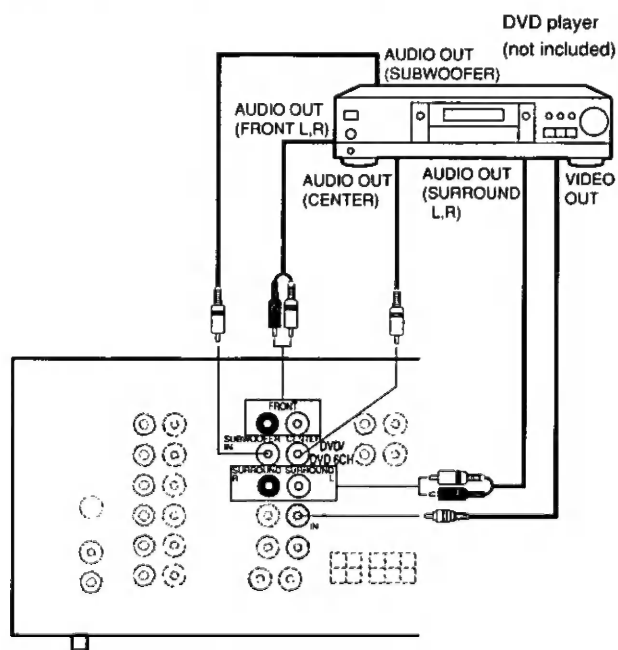 DVD player
(not included)
AUDIO OUT
(SUBWOOFER)
AUDIO OUT
(FRONT L,R)
AUDIO OUT
(CENTER)
AUDIO OUT
(SURROUND
L,R)
VIDEO
OUT
FRONT
SUBWOOFER CENTER
IN
DVD/
DVD 6CH
SURROUND SURROUND
R L
IN